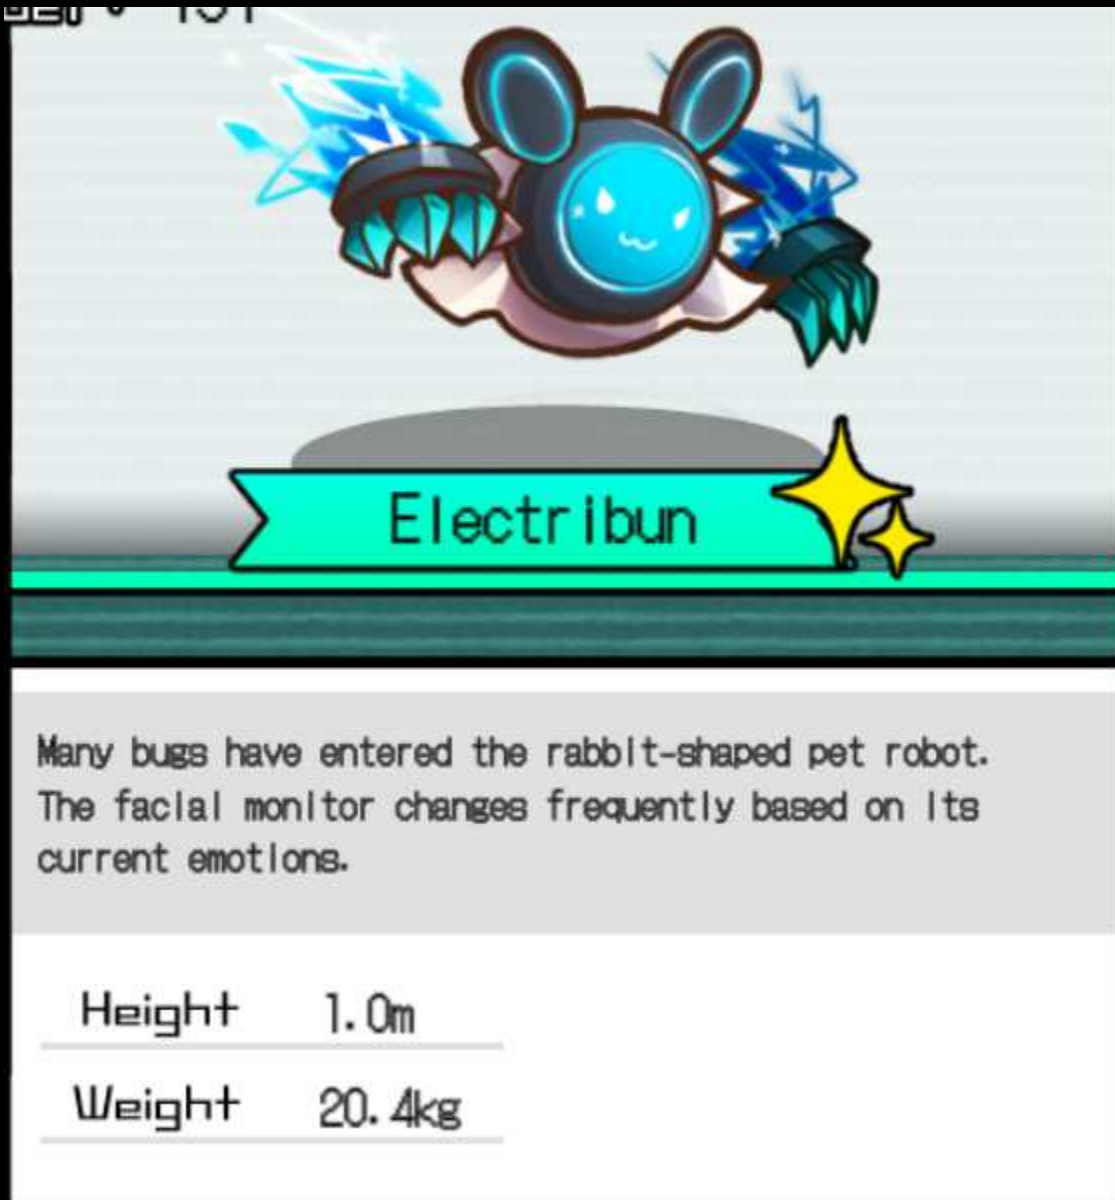 Electribun
Many bugs have entered the rabbit-shaped pet robot.
The facial monitor changes frequently based on its
current emotions.
Height 1.0m
Weight 20.4kg